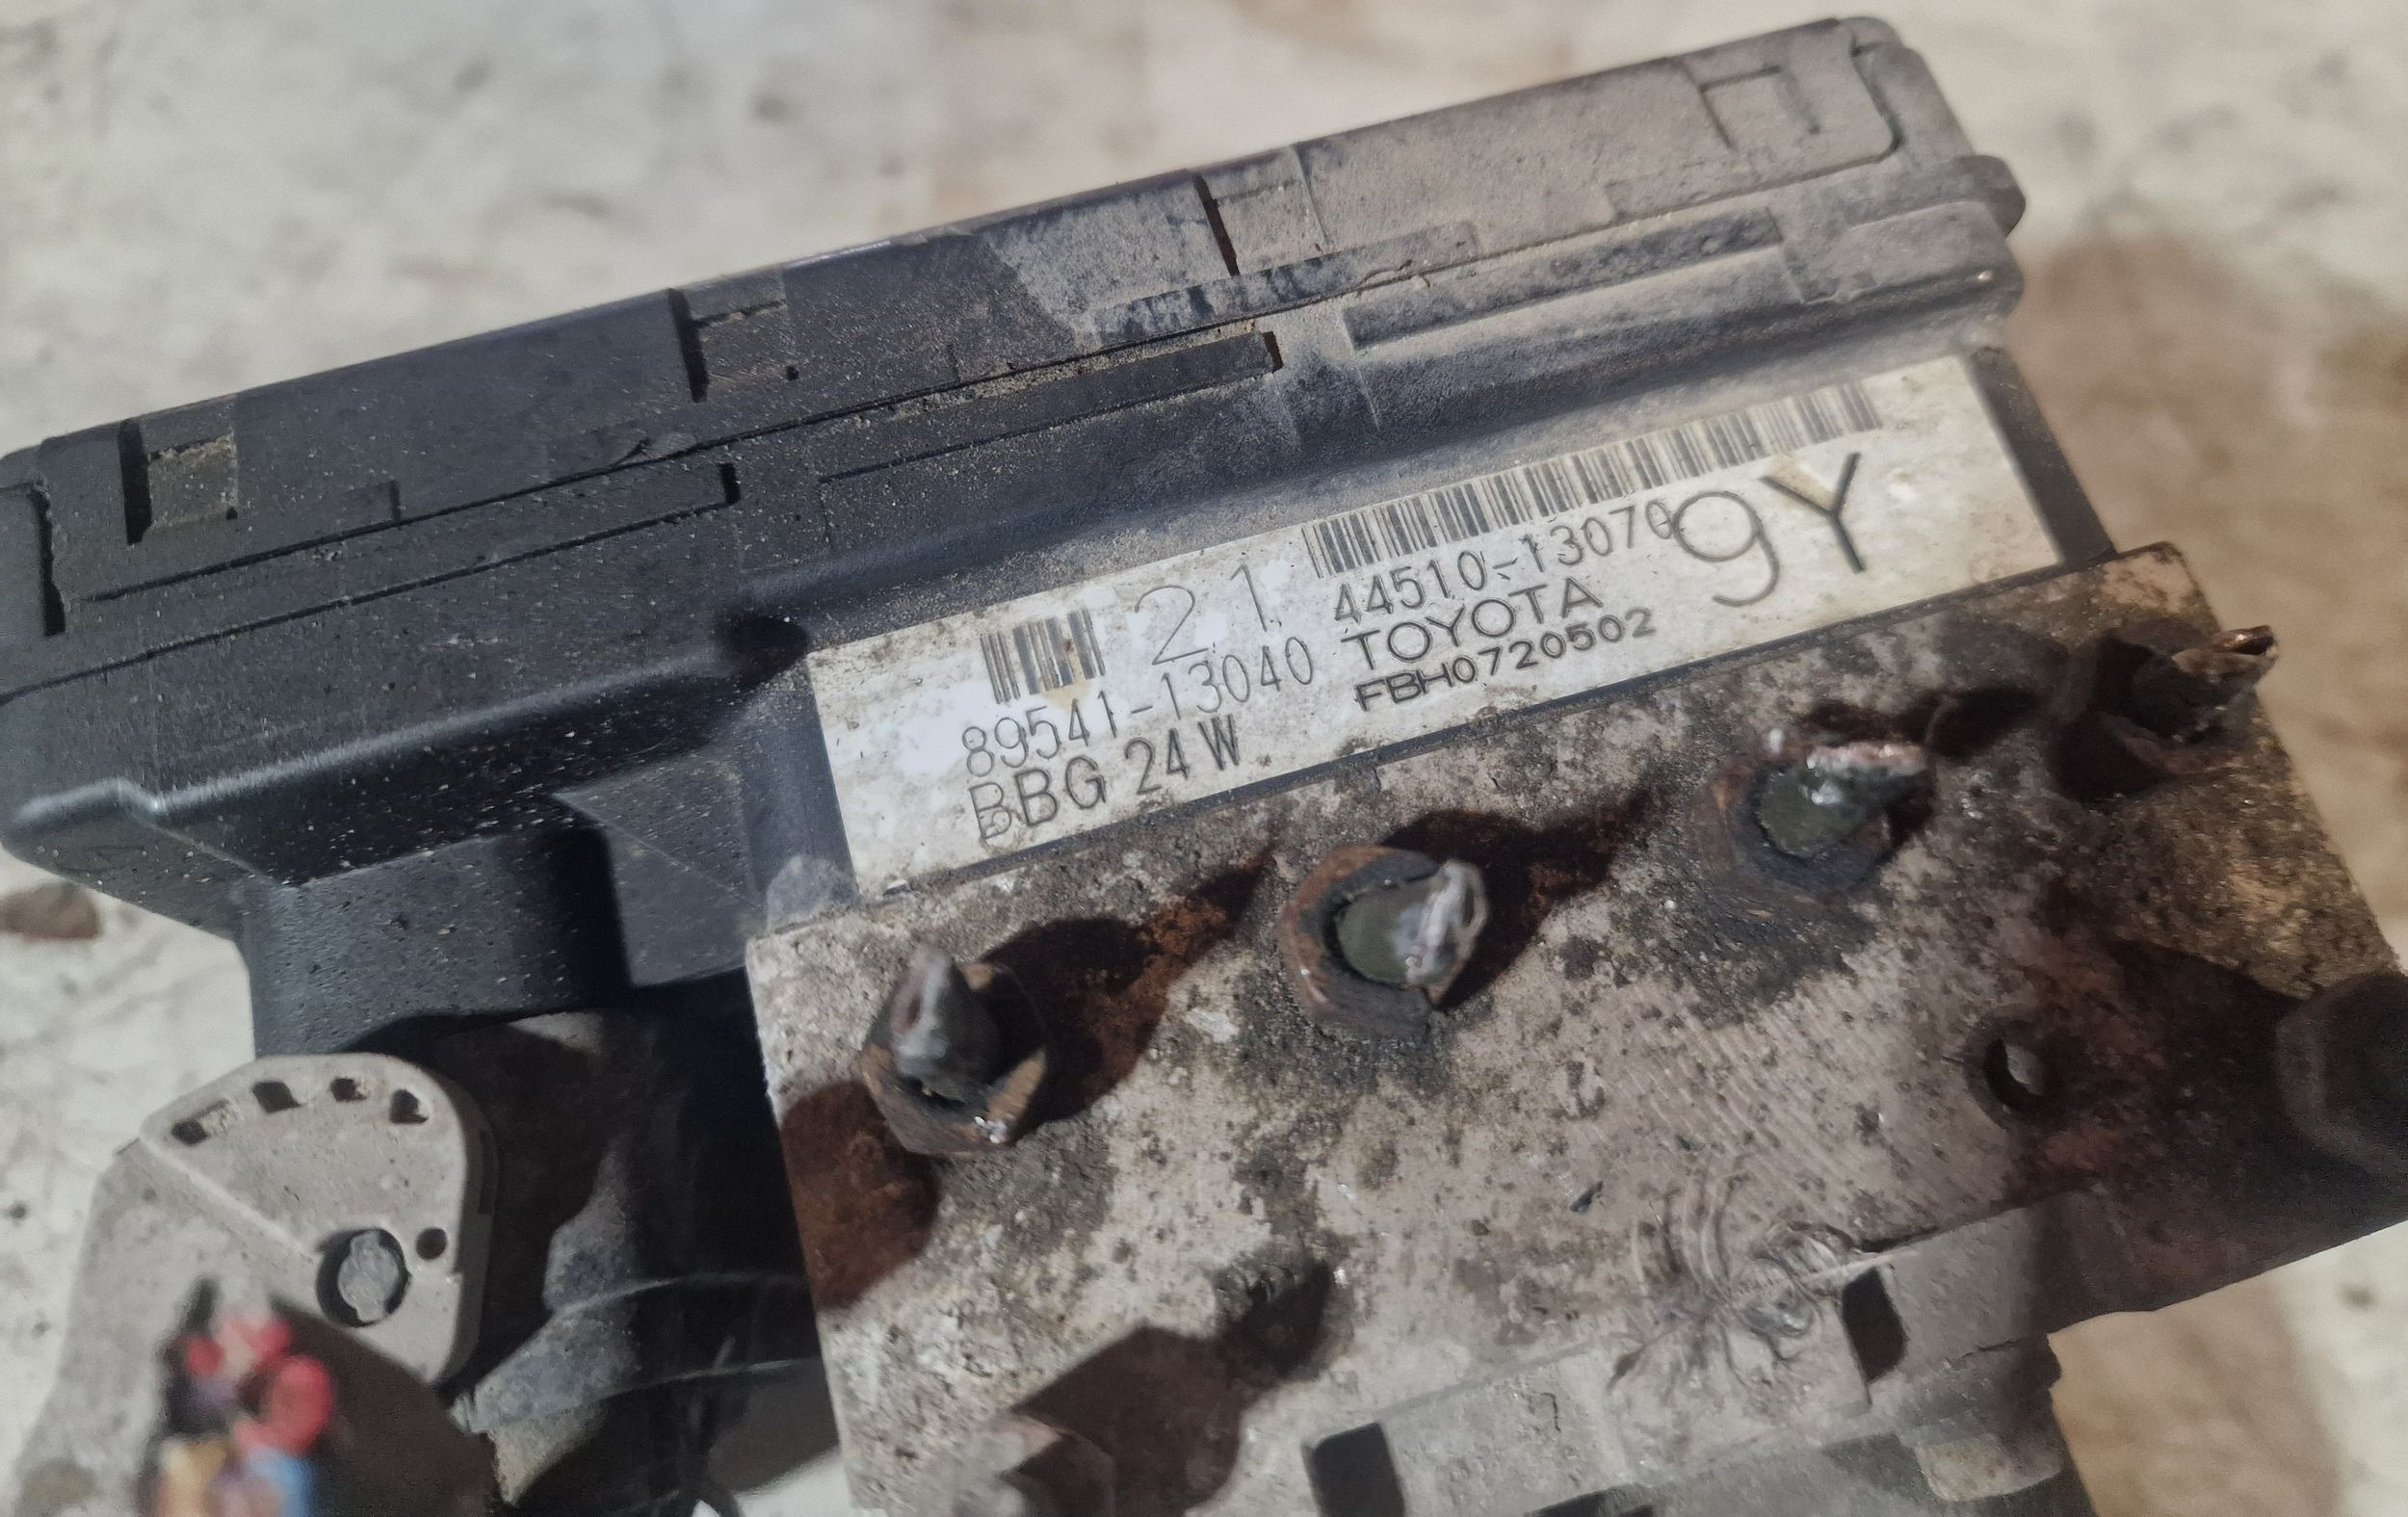 21
89541-13040
BBG 24 W
44510-13070
TOYOTA
FBH0720502
9Y